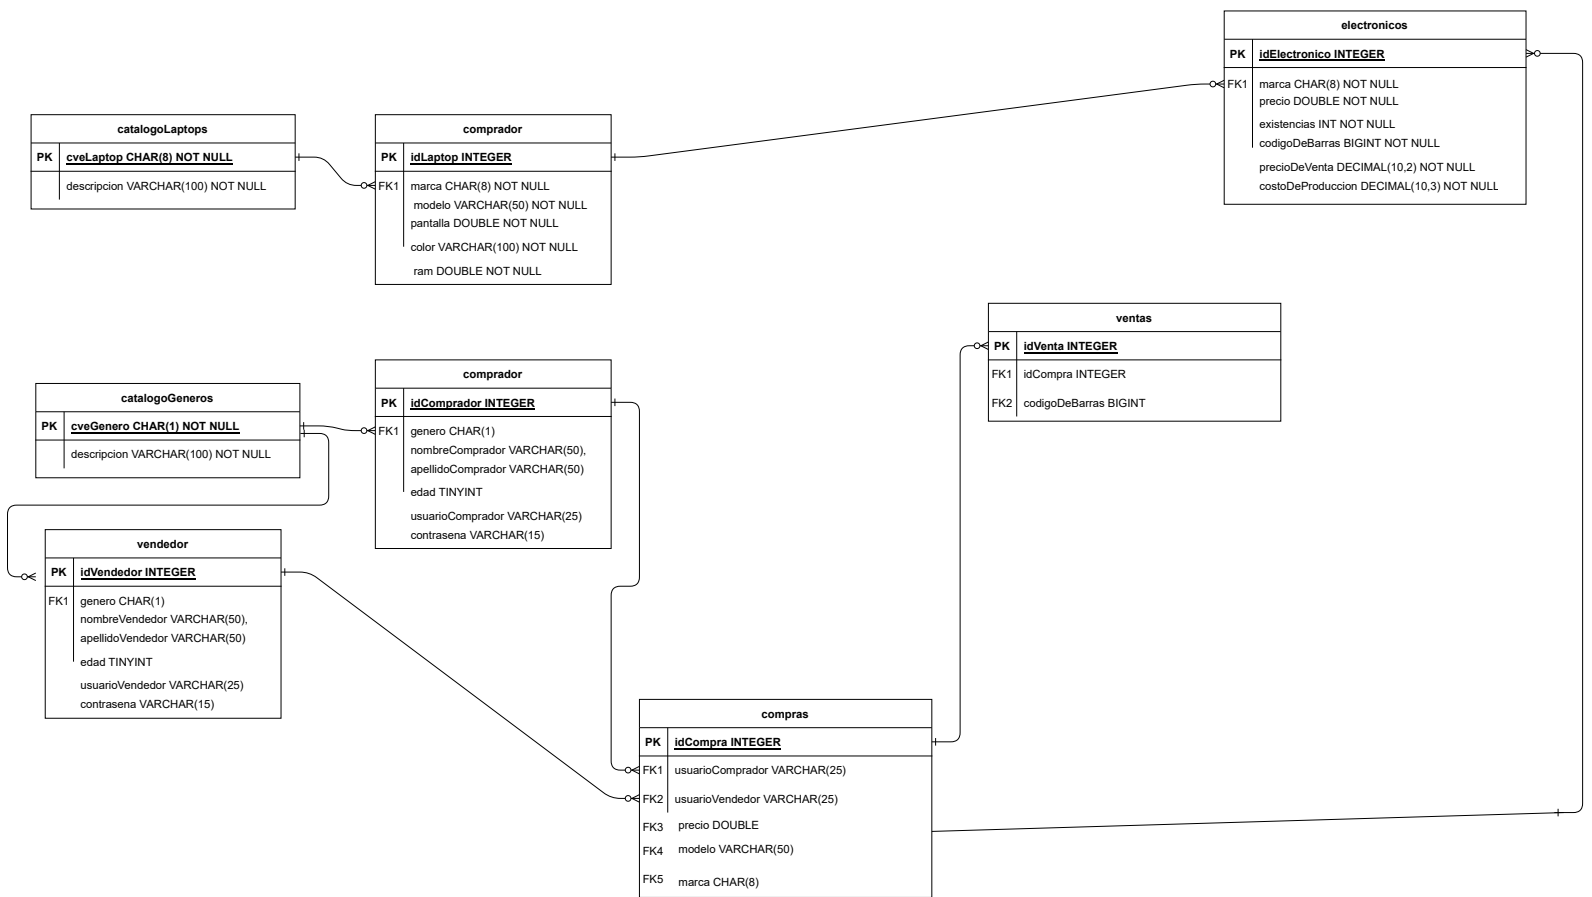 electronicos
PK idElectronico INTEGER
FK1 marca CHAR(8) NOT NULL
precio DOUBLE NOT NULL
existencias INT NOT NULL
codigoDeBarras BIGINT NOT NULL
precioDeVenta DECIMAL(10,2) NOT NULL
costoDeProduccion DECIMAL(10,3) NOT NULL
catalogoLaptops
PK cveLaptop CHAR(8) NOT NULL
descripcion VARCHAR(100) NOT NULL
comprador
PK idLaptop INTEGER
FK1 marca CHAR(8) NOT NULL
modelo VARCHAR(50) NOT NULL
pantalla DOUBLE NOT NULL
color VARCHAR(100) NOT NULL
ram DOUBLE NOT NULL
ventas
PK idVenta INTEGER
FK1 idCompra INTEGER
FK2 codigoDeBarras BIGINT
catalogoGeneros
PK cveGenero CHAR(1) NOT NULL
descripcion VARCHAR(100) NOT NULL
comprador
PK idComprador INTEGER
FK1 genero CHAR(1)
nombreComprador VARCHAR(50),
apellidoComprador VARCHAR(50)
edad TINYINT
usuarioComprador VARCHAR(25)
contrasena VARCHAR(15)
vendedor
PK idVendedor INTEGER
FK1 genero CHAR(1)
nombreVendedor VARCHAR(50),
apellidoVendedor VARCHAR(50)
edad TINYINT
usuarioVendedor VARCHAR(25)
contrasena VARCHAR(15)
compras
PK idCompra INTEGER
FK1 usuarioComprador VARCHAR(25)
FK2 usuarioVendedor VARCHAR(25)
FK3 precio DOUBLE
FK4 modelo VARCHAR(50)
FK5 marca CHAR(8)